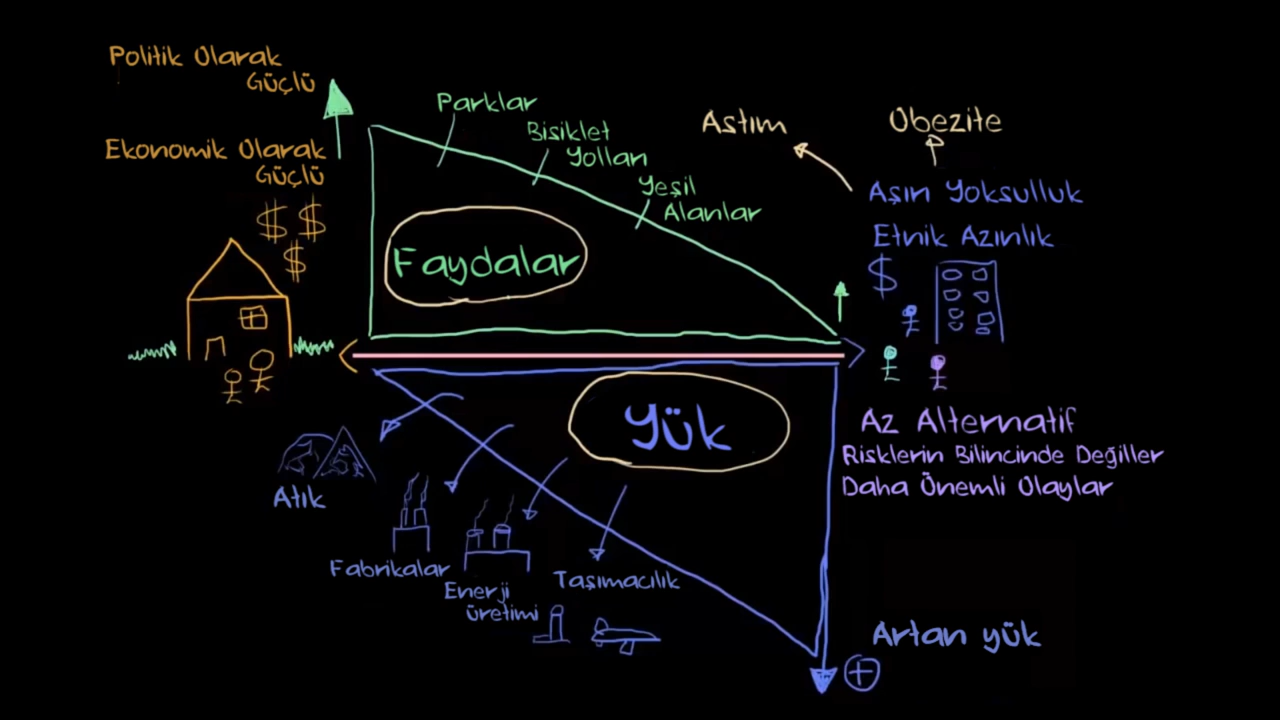 Politik Olarak
Güçlü
Ekonomik Olarak
Güçlü
$ $
$
Parklar
Bisiklet
Yolları
Yeşil
Alanlar
Faydalar
Astım
Obezite
Aşırı Yoksulluk
Etnik Azınlık
$
Yük
Az Alternatif
Risklerin Bilincinde Değiller
Daha Önemli Olaylar
Atık
Fabrikalar
Enerji
üretimi
Taşımacılık
Artan yük
+